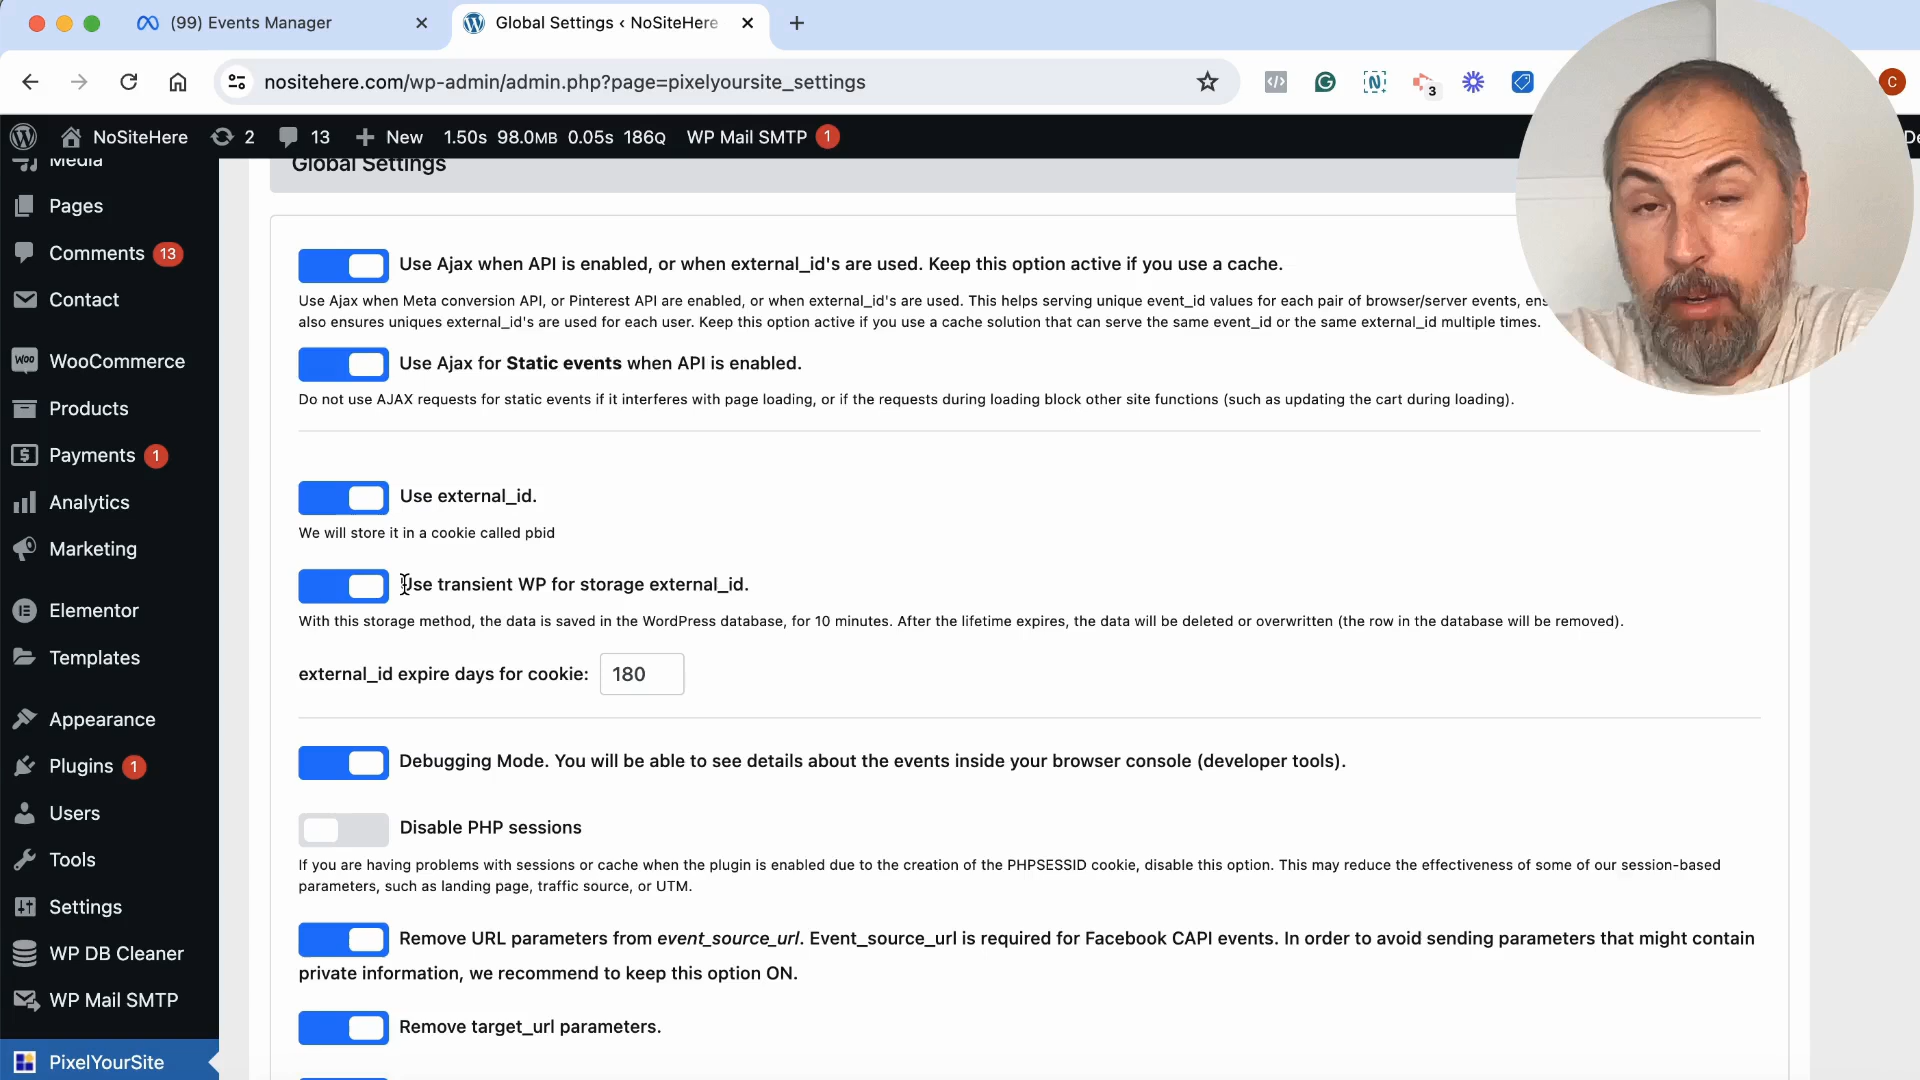 (99) Events Manager
Global Settings ‹ NoSiteHere
nositehere.com/wp-admin/admin.php?page=pixelyoursite_settings
3
C
NoSiteHere 2 13 New 1.50s 98.0MB 0.05s 186Q WP Mail SMTP 1
Media
Pages
Comments 13
Contact
WooCommerce
Products
Payments 1
Analytics
Marketing
Elementor
Templates
Appearance
Plugins 1
Users
Tools
Settings
WP DB Cleaner
WP Mail SMTP
PixelYourSite
Global Settings
Use Ajax when API is enabled, or when external_id's are used. Keep this option active if you use a cache.
Use Ajax when Meta conversion API, or Pinterest API are enabled, or when external_id's are used. This helps serving unique event_id values for each pair of browser/server events, ens
also ensures uniques external_id's are used for each user. Keep this option active if you use a cache solution that can serve the same event_id or the same external_id multiple times.
Use Ajax for Static events when API is enabled.
Do not use AJAX requests for static events if it interferes with page loading, or if the requests during loading block other site functions (such as updating the cart during loading).
Use external_id.
We will store it in a cookie called pbid
Use transient WP for storage external_id.
With this storage method, the data is saved in the WordPress database, for 10 minutes. After the lifetime expires, the data will be deleted or overwritten (the row in the database will be removed).
external_id expire days for cookie: 180
Debugging Mode. You will be able to see details about the events inside your browser console (developer tools).
Disable PHP sessions
If you are having problems with sessions or cache when the plugin is enabled due to the creation of the PHPSESSID cookie, disable this option. This may reduce the effectiveness of some of our session-based
parameters, such as landing page, traffic source, or UTM.
Remove URL parameters from event_source_url. Event_source_url is required for Facebook CAPI events. In order to avoid sending parameters that might contain
private information, we recommend to keep this option ON.
Remove target_url parameters.